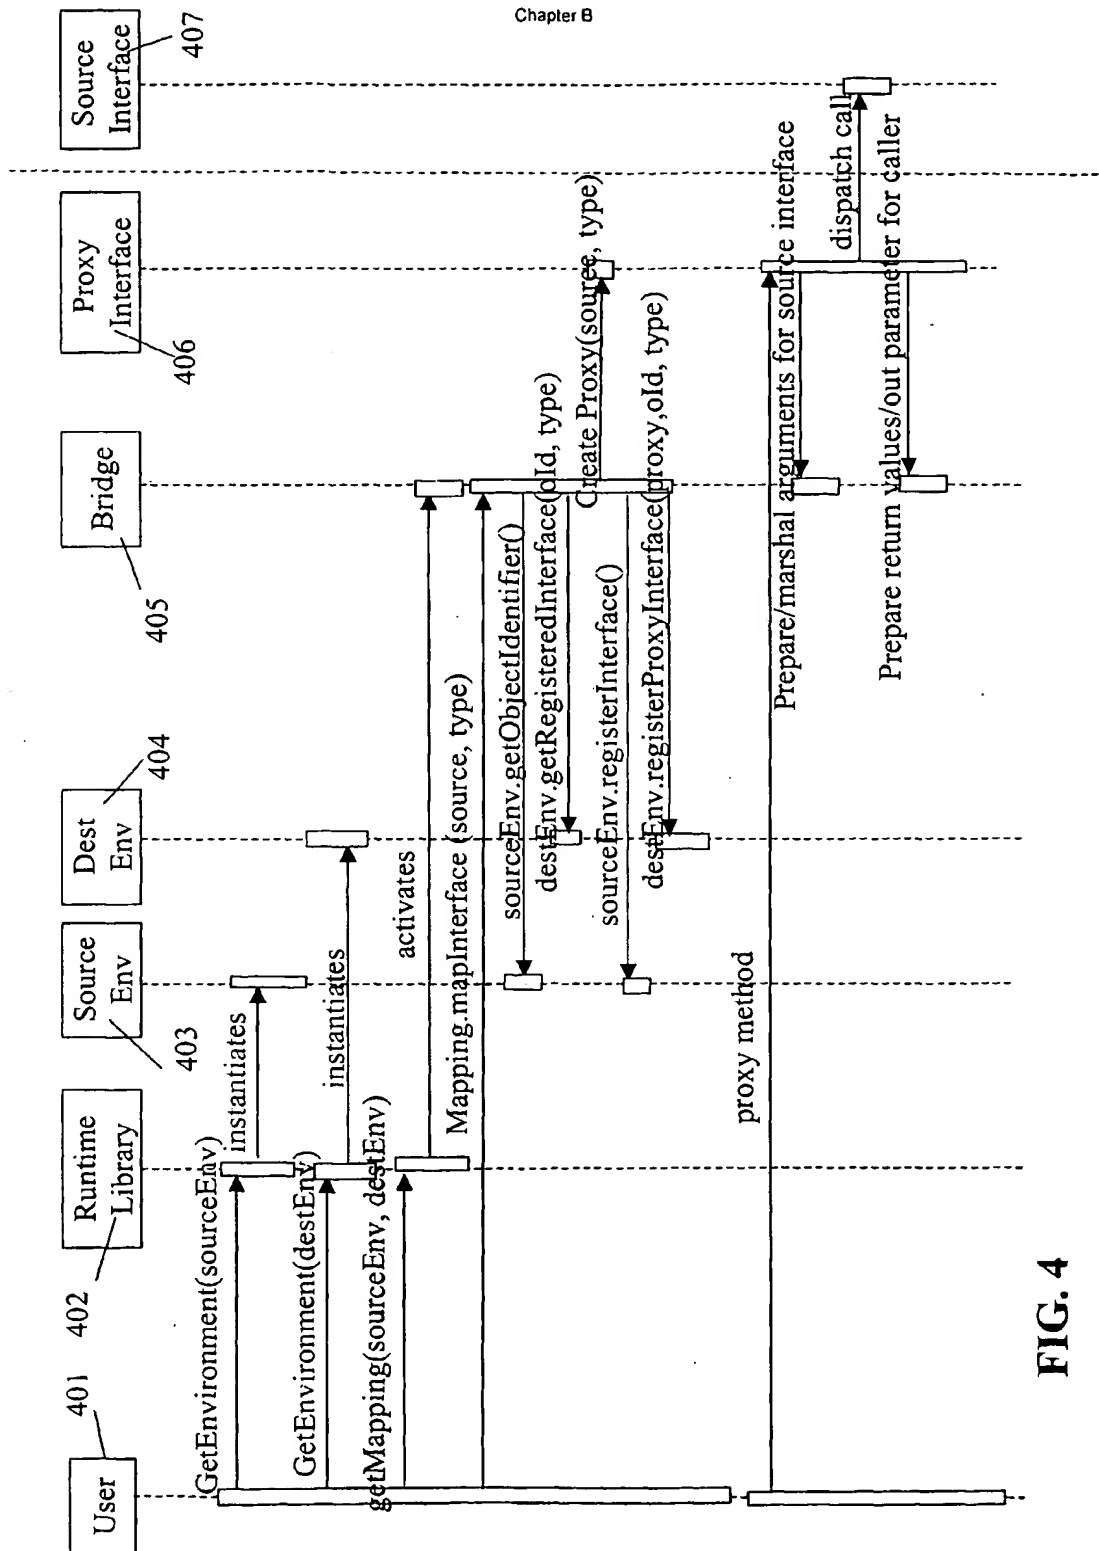 Chapter B
User
401
Runtime
Library
402
Source
Env
403
Dest
Env
404
Bridge
405
Proxy
Interface
406
Source
Interface
407
GetEnvironment(sourceEnv)
instantiates
GetEnvironment(destEnv)
instantiates
getMapping(sourceEnv, destEnv)
activates
Mapping.mapInterface (source, type)
sourceEnv.getObjectIdentifier()
destEnv.getRegisteredInterface(oId, type)
Create Proxy(source, type)
sourceEnv.registerInterface()
destEnv.registerProxyInterface(proxy,oId, type)
proxy method
Prepare/marshal arguments for source interface
dispatch call
Prepare return values/out parameter for caller
FIG. 4